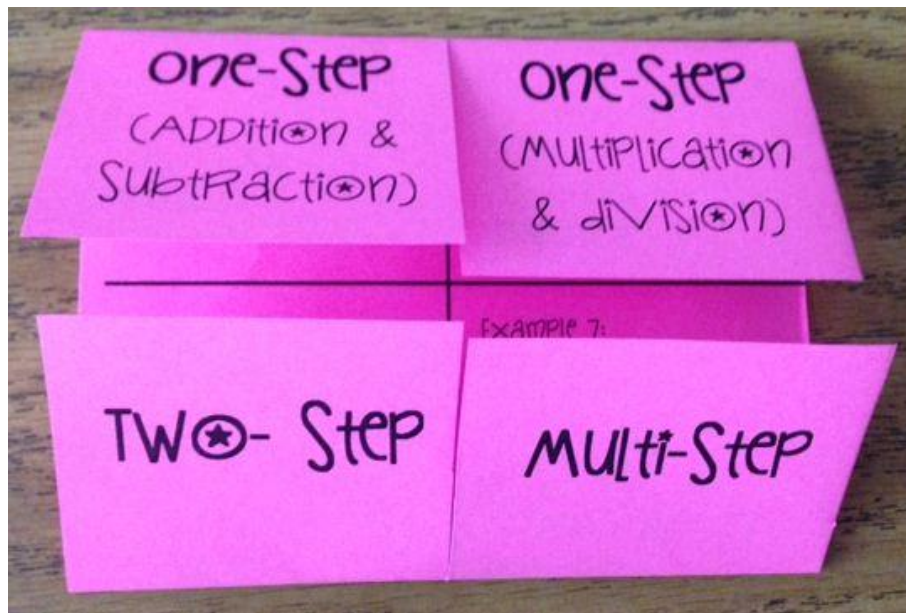 One-Step
(Addition &
Subtraction)
One-Step
(Multiplication
& division)
Example 7:
Two- Step
Multi-Step